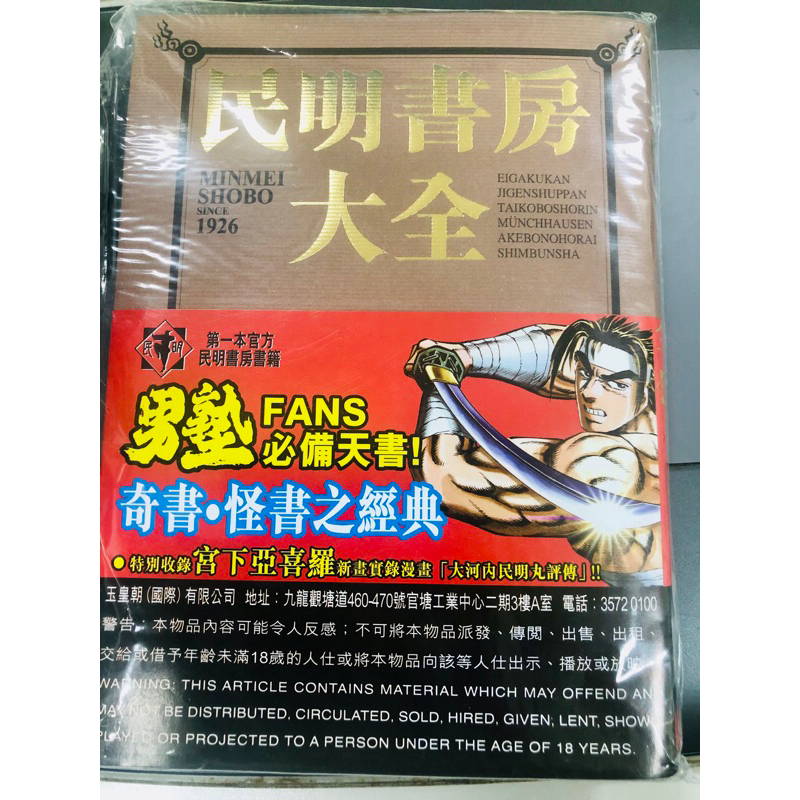 民明書房
大全
MINMEI
SHOBO
SINCE
1926
EIGAKUKAN
JIGENSHUPPAN
TAIKOBOSHORIN
MÜNCHHAUSEN
AKEBONOHORAI
SHIMBUNSHA
民明
第一本官方
民明書房書籍
男塾
FANS
必備天書!
奇書・怪書之經典
●特別收錄宮下亞喜羅新畫實錄漫畫「大河內民明丸評傳」!!
玉皇朝(國際)有限公司 地址:九龍觀塘道460-470號官塘工業中心二期3樓A室 電話:3572 0100
警告:本物品內容可能令人反感;不可將本物品派發、傳閱、出售、出租、
交給或借予年齡未滿18歲的人仕或將本物品向該等人仕出示、播放或放映。
WARNING: THIS ARTICLE CONTAINS MATERIAL WHICH MAY OFFEND AN
MAY NOT BE DISTRIBUTED, CIRCULATED, SOLD, HIRED, GIVEN, LENT, SHOW
PLAYED OR PROJECTED TO A PERSON UNDER THE AGE OF 18 YEARS.